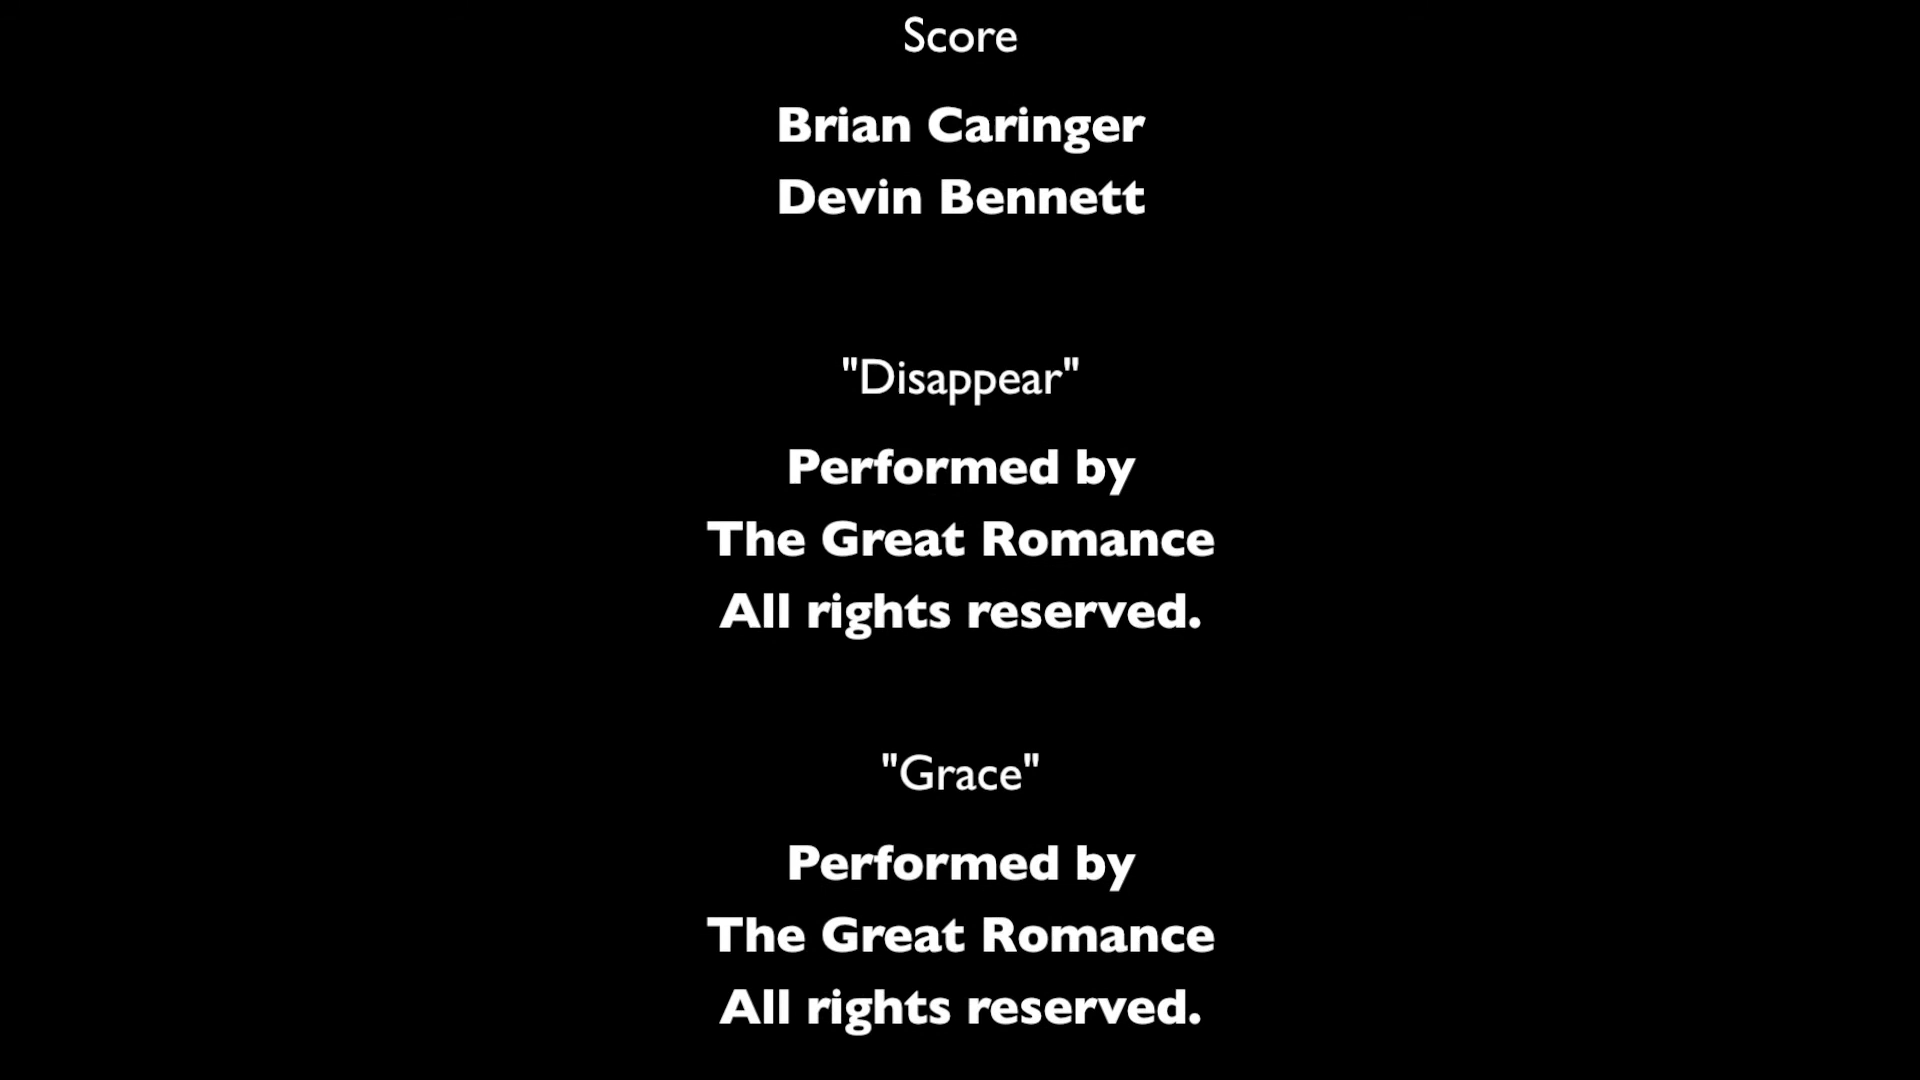 Score
Brian Caringer
Devin Bennett
"Disappear"
Performed by
The Great Romance
All rights reserved.
"Grace"
Performed by
The Great Romance
All rights reserved.